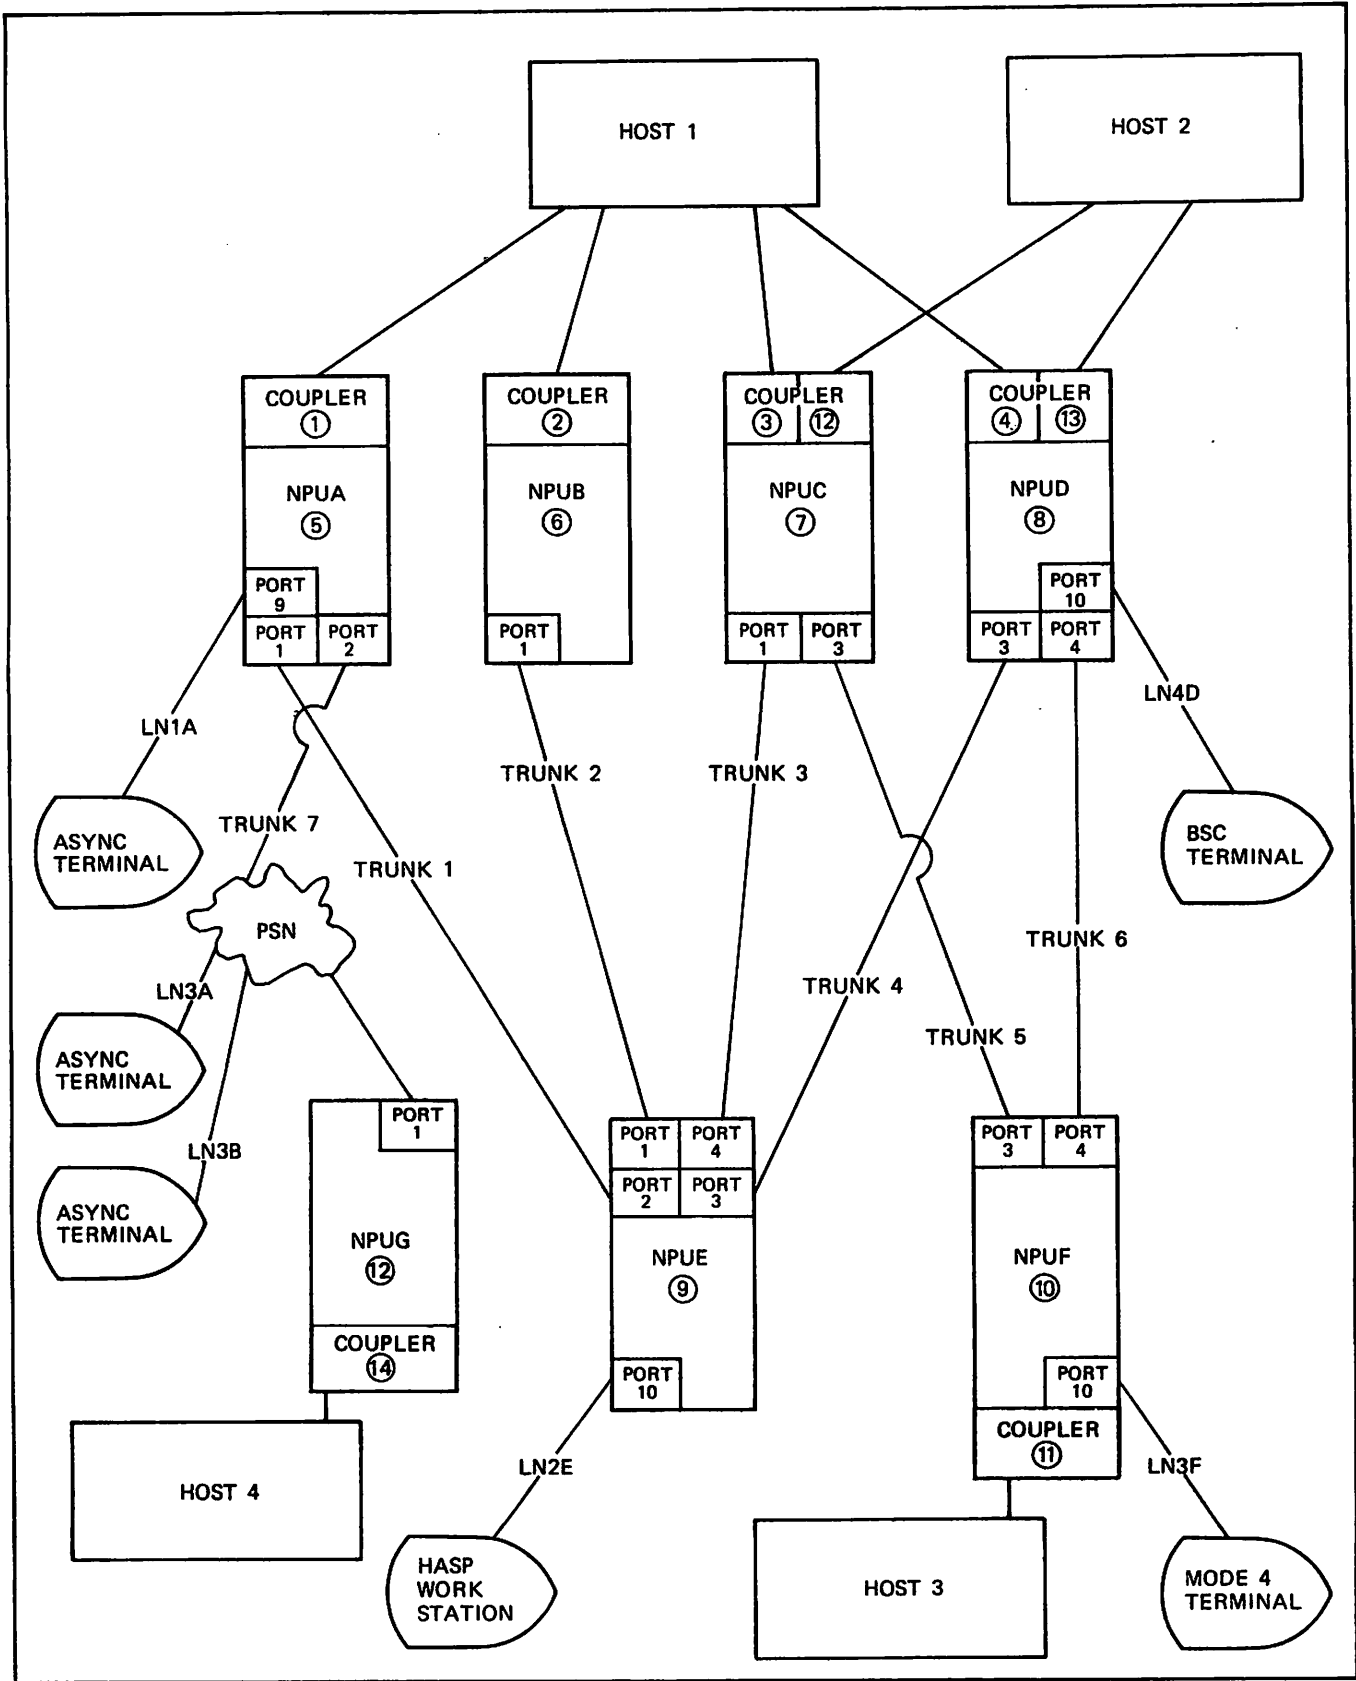 HOST 1
HOST 2
COUPLER
1
COUPLER
2
COUPLER
3 12
COUPLER
4 13
NPUA
5
NPUB
6
NPUC
7
NPUD
8
PORT
9
PORT
1
PORT
2
PORT
1
PORT
1
PORT
3
PORT
10
PORT
3
PORT
4
LN1A
LN4D
TRUNK 2
TRUNK 3
TRUNK 7
TRUNK 1
ASYNC
TERMINAL
BSC
TERMINAL
PSN
TRUNK 6
LN3A
TRUNK 4
TRUNK 5
ASYNC
TERMINAL
LN3B
ASYNC
TERMINAL
PORT
1
NPUG
12
COUPLER
14
HOST 4
PORT
1
PORT
4
PORT
2
PORT
3
NPUE
9
PORT
10
LN2E
HASP
WORK
STATION
PORT
3
PORT
4
NPUF
10
PORT
10
COUPLER
11
LN3F
HOST 3
MODE 4
TERMINAL